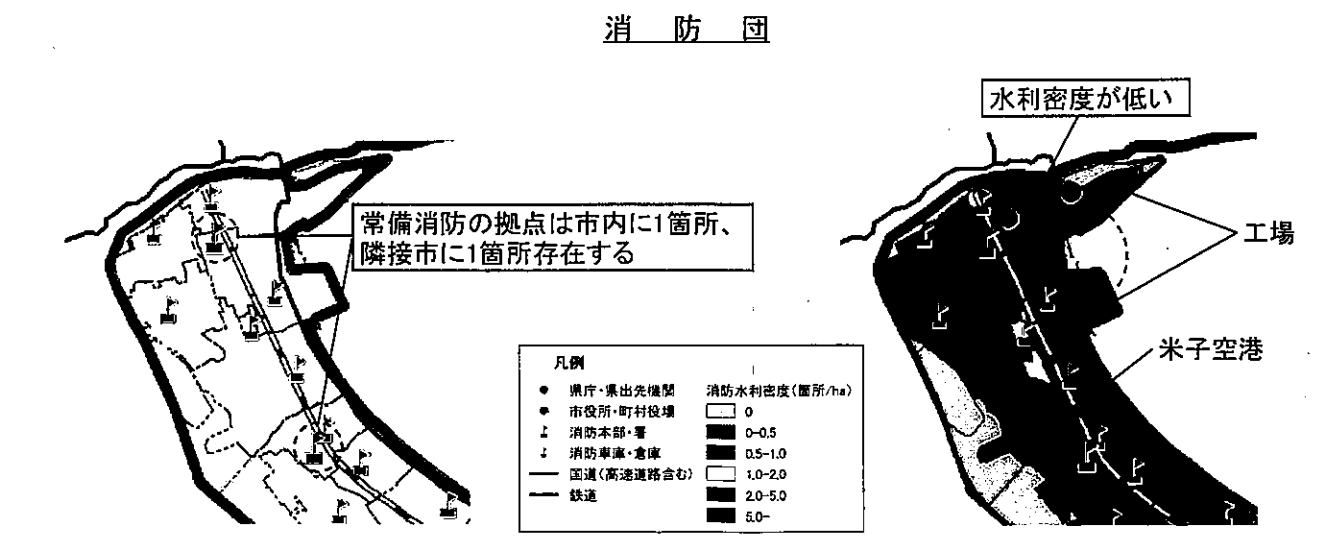 消 防 団
水利密度が低い
常備消防の拠点は市内に1箇所、
隣接市に1箇所存在する
工場
米子空港
凡例
県庁・県出先機関
市役所・町村役場
消防本部・署
消防車庫・倉庫
国道(高速道路含む)
鉄道
消防水利密度(箇所/ha)
0
0-0.5
0.5-1.0
1.0-2.0
2.0-5.0
5.0-